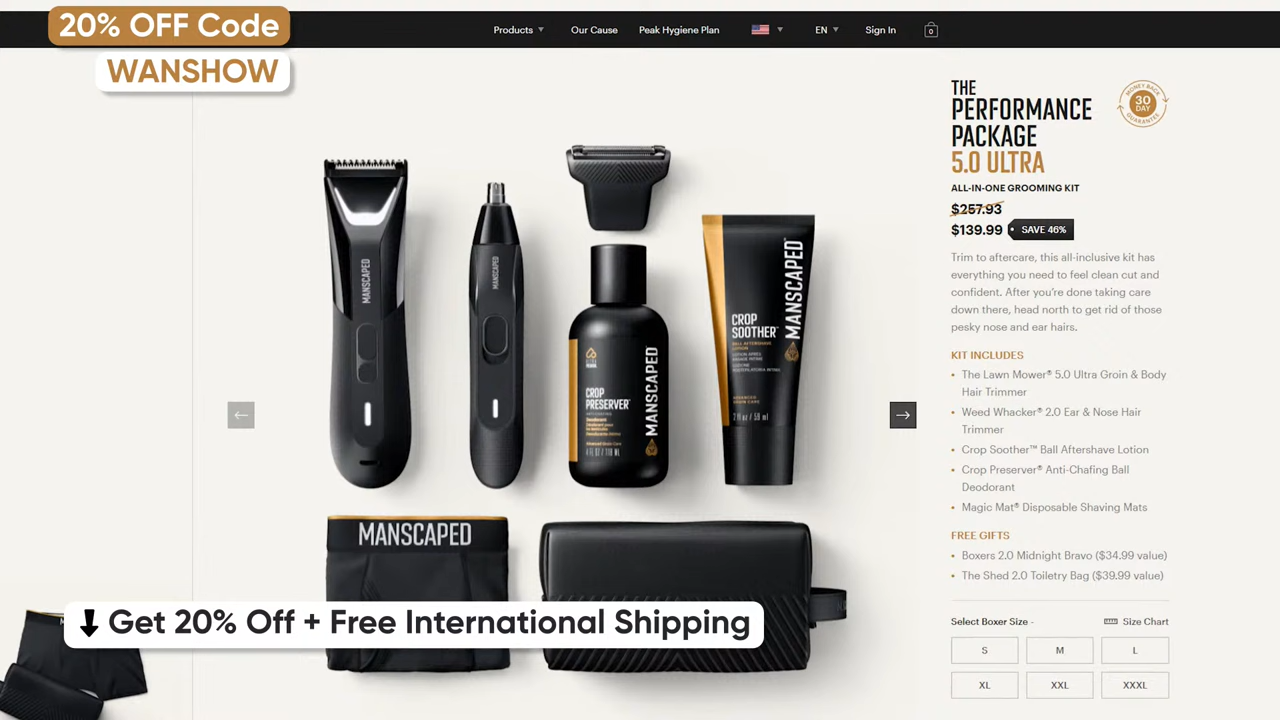 20% OFF Code
WANSHOW
Products
Our Cause
Peak Hygiene Plan
EN
Sign In
0
THE
PERFORMANCE
PACKAGE
5.0 ULTRA
MONEY BACK
30
DAY
GUARANTEE
ALL-IN-ONE GROOMING KIT
$257.93
$139.99
SAVE 46%
Trim to aftercare, this all-inclusive kit has
everything you need to feel clean cut and
confident. After you're done taking care
down there, head north to get rid of those
pesky nose and ear hairs.
KIT INCLUDES
• The Lawn Mower® 5.0 Ultra Groin & Body
Hair Trimmer
• Weed Whacker® 2.0 Ear & Nose Hair
Trimmer
• Crop Soother™ Ball Aftershave Lotion
• Crop Preserver® Anti-Chafing Ball
Deodorant
• Magic Mat® Disposable Shaving Mats
FREE GIFTS
• Boxers 2.0 Midnight Bravo ($34.99 value)
• The Shed 2.0 Toiletry Bag ($39.99 value)
Select Boxer Size -
Size Chart
S
M
L
XL
XXL
XXXL
MANSCAPED
MANSCAPED
CROP
PRESERVER™
MANSCAPED
CROP
SOOTHER™
MANSCAPED
MANSCAPED
Get 20% Off + Free International Shipping